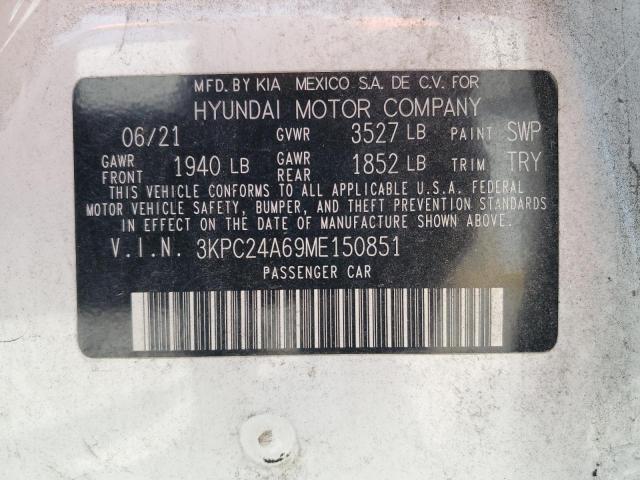 MFD. BY KIA MEXICO S.A. DE C.V. FOR
HYUNDAI MOTOR COMPANY
06/21 GVWR 3527 LB PAINT SWP
GAWR FRONT 1940 LB GAWR REAR 1852 LB TRIM TRY
THIS VEHICLE CONFORMS TO ALL APPLICABLE U.S.A. FEDERAL
MOTOR VEHICLE SAFETY, BUMPER, AND THEFT PREVENTION STANDARDS
IN EFFECT ON THE DATE OF MANUFACTURE SHOWN ABOVE.
V.I.N. 3KPC24A69ME150851
PASSENGER CAR